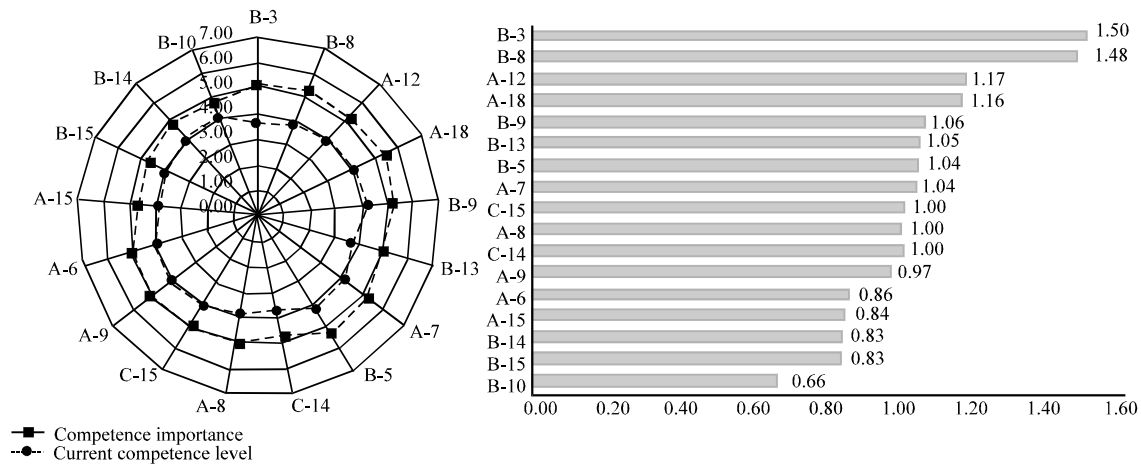 B-3
B-8
A-12
A-18
B-9
B-13
A-7
B-5
C-14
A-8
C-15
A-9
A-6
A-15
B-15
B-14
B-10
7.00
6.00
5.00
4.00
3.00
2.00
1.00
0.00
Competence importance
Current competence level
B-3 1.50
B-8 1.48
A-12 1.17
A-18 1.16
B-9 1.06
B-13 1.05
B-5 1.04
A-7 1.04
C-15 1.00
A-8 1.00
C-14 1.00
A-9 0.97
A-6 0.86
A-15 0.84
B-14 0.83
B-15 0.83
B-10 0.66
0.00 0.20 0.40 0.60 0.80 1.00 1.20 1.40 1.60